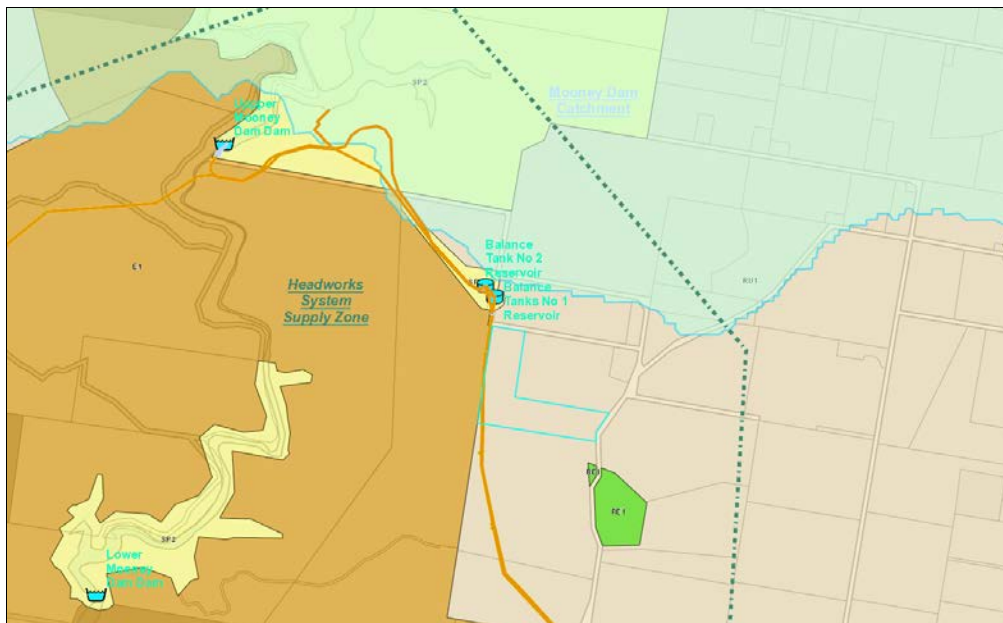 SP2
Mooney Dam
Catchment
Upper
Mooney
Dam Dam
Balance
Tank No 2
Reservoir
Balance
Tanks No 1
Reservoir
E1
RU1
Headworks
System
Supply Zone
RE1
SP2
Lower
Mooney
Dam Dam